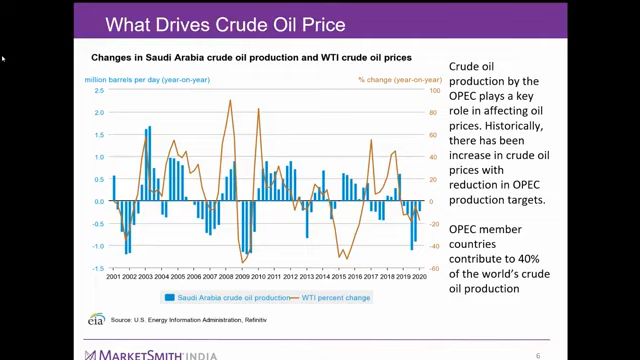 What Drives Crude Oil Price
Changes in Saudi Arabia crude oil production and WTI crude oil prices
million barrels per day (year-on-year)
% change (year-on-year)
2.5
2.0
1.5
1.0
0.5
0.0
-0.5
-1.0
-1.5
100
80
60
40
20
0
-20
-40
-60
2001 2002 2003 2004 2005 2006 2007 2008 2009 2010 2011 2012 2013 2014 2015 2016 2017 2018 2019 2020
Saudi Arabia crude oil production
WTI percent change
eia
Source: U.S. Energy Information Administration, Refinitiv
Crude oil
production by the
OPEC plays a key
role in affecting oil
prices. Historically,
there has been
increase in crude oil
prices with
reduction in OPEC
production targets.
OPEC member
countries
contribute to 40%
of the world's crude
oil production
MARKETSMITH INDIA
6